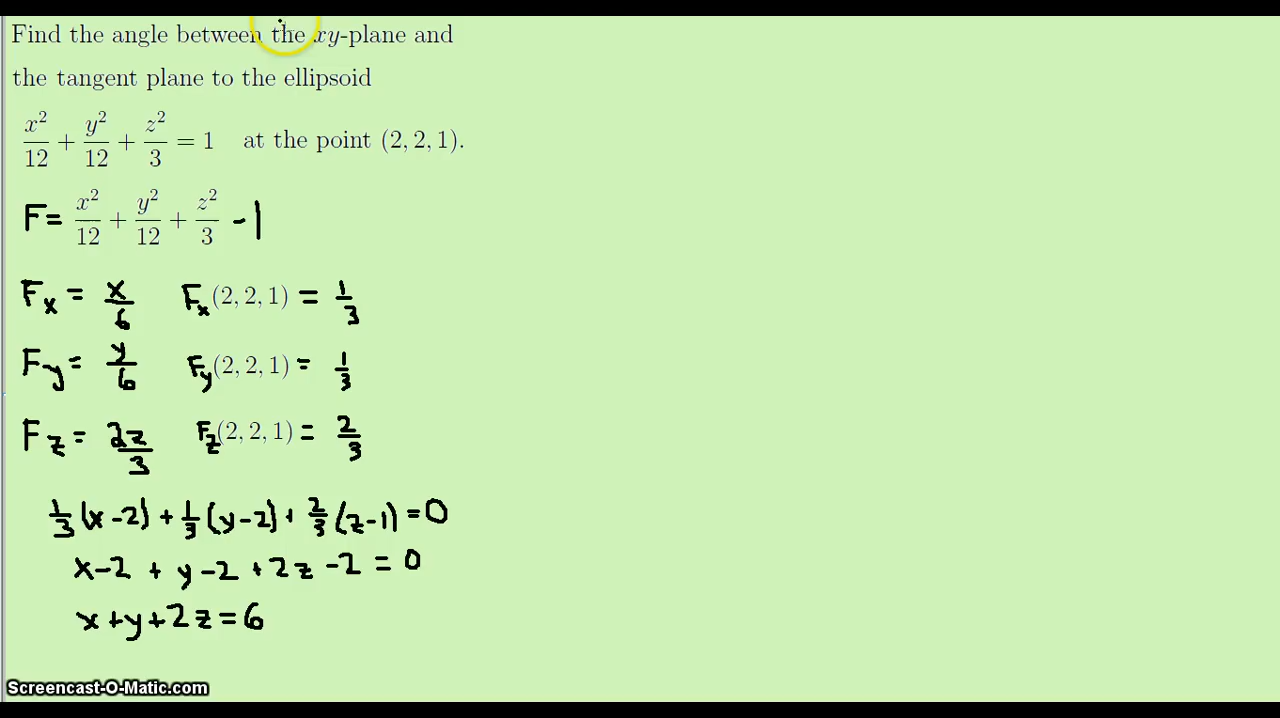 Find the angle between the xy-plane and
the tangent plane to the ellipsoid
x²/12 + y²/12 + z²/3 = 1 at the point (2, 2, 1).
F = x²/12 + y²/12 + z²/3 - 1
Fx = x/6 Fx(2, 2, 1) = 1/3
Fy = y/6 Fy(2, 2, 1) = 1/3
Fz = 2z/3 Fz(2, 2, 1) = 2/3
1/3(x-2) + 1/3(y-2) + 2/3(z-1) = 0
x-2 + y-2 + 2z-2 = 0
x+y+2z=6
Screencast-O-Matic.com